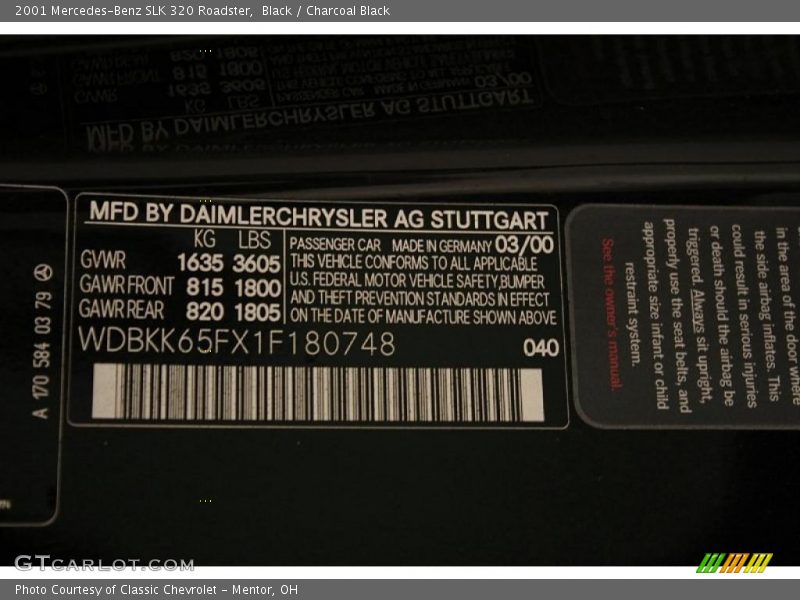 2001 Mercedes-Benz SLK 320 Roadster, Black / Charcoal Black
MFD BY DAIMLERCHRYSLER AG STUTTGART
KG LBS
GVWR 1635 3605
GAWR FRONT 815 1800
GAWR REAR 820 1805
PASSENGER CAR MADE IN GERMANY 03/00
THIS VEHICLE CONFORMS TO ALL APPLICABLE
U.S. FEDERAL MOTOR VEHICLE SAFETY,BUMPER
AND THEFT PREVENTION STANDARDS IN EFFECT
ON THE DATE OF MANUFACTURE SHOWN ABOVE
WDBKK65FX1F180748 040
A 170 584 03 79
in the area of the door where
the side airbag inflates. This
could result in serious injuries
or death should the airbag be
triggered. Always sit upright,
properly use the seat belts, and
appropriate size infant or child
restraint system.
See the owner's manual.
GTCARLOT.COM
Photo Courtesy of Classic Chevrolet - Mentor, OH